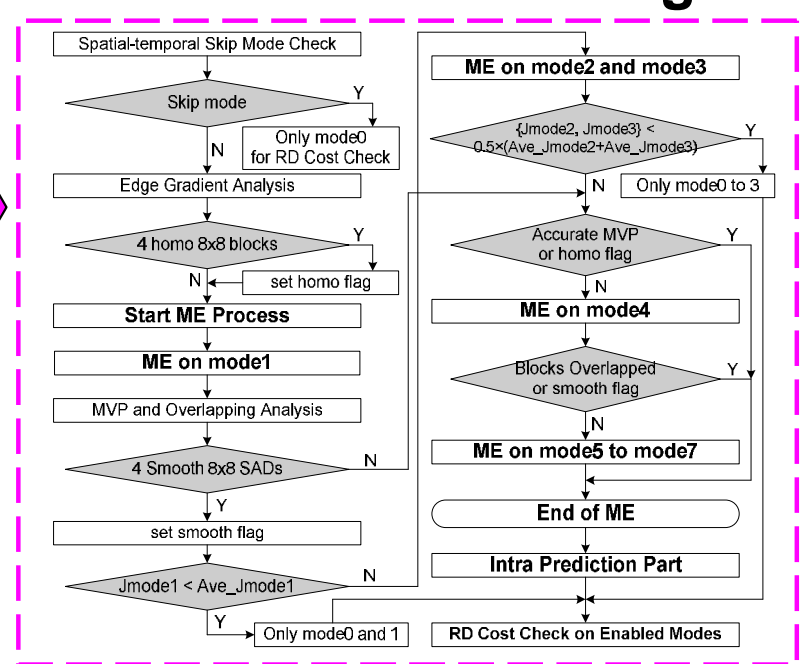 Spatial-temporal Skip Mode Check
Skip mode
Y
Only mode0
for RD Cost Check
N
Edge Gradient Analysis
4 homo 8x8 blocks
Y
N
set homo flag
Start ME Process
ME on mode1
MVP and Overlapping Analysis
4 Smooth 8x8 SADs
N
Y
set smooth flag
Jmode1 < Ave_Jmode1
N
Y
Only mode0 and 1
ME on mode2 and mode3
{Jmode2, Jmode3} <
0.5×(Ave_Jmode2+Ave_Jmode3)
Y
N
Only mode0 to 3
Accurate MVP
or homo flag
Y
N
ME on mode4
Blocks Overlapped
or smooth flag
Y
N
ME on mode5 to mode7
End of ME
Intra Prediction Part
RD Cost Check on Enabled Modes